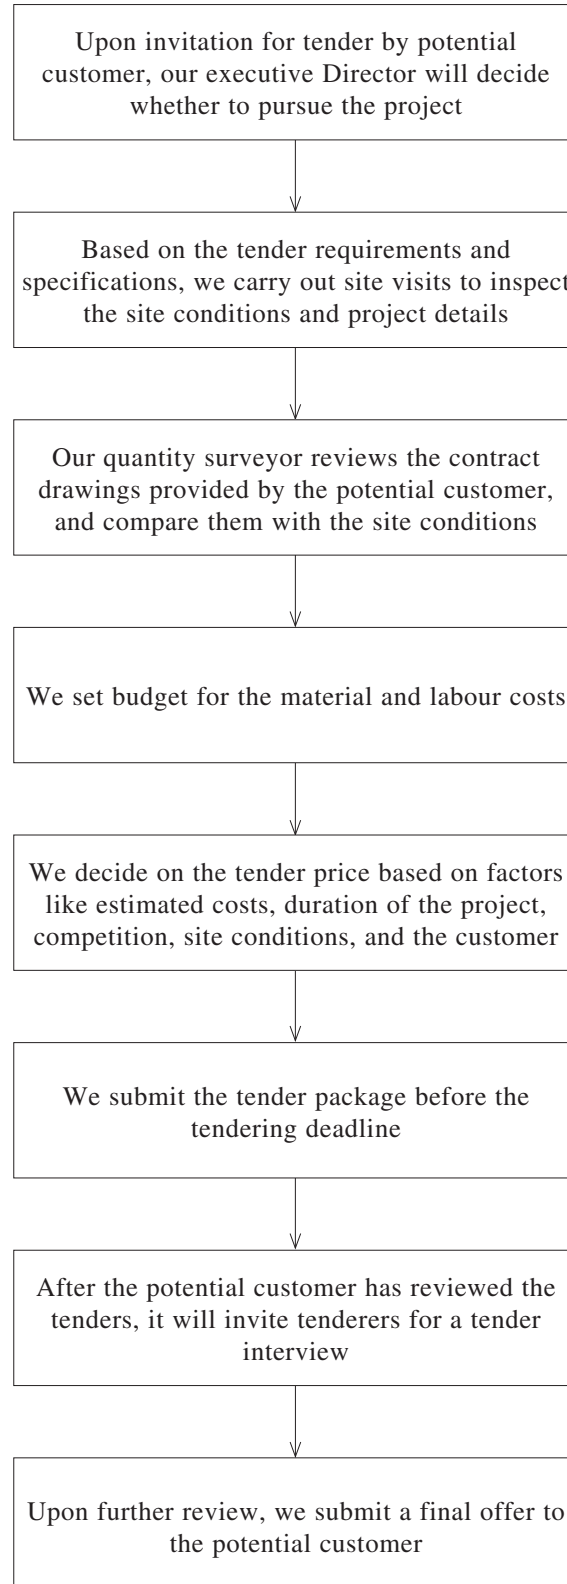 Upon invitation for tender by potential
customer, our executive Director will decide
whether to pursue the project
Based on the tender requirements and
specifications, we carry out site visits to inspect
the site conditions and project details
Our quantity surveyor reviews the contract
drawings provided by the potential customer,
and compare them with the site conditions
We set budget for the material and labour costs
We decide on the tender price based on factors
like estimated costs, duration of the project,
competition, site conditions, and the customer
We submit the tender package before the
tendering deadline
After the potential customer has reviewed the
tenders, it will invite tenderers for a tender
interview
Upon further review, we submit a final offer to
the potential customer